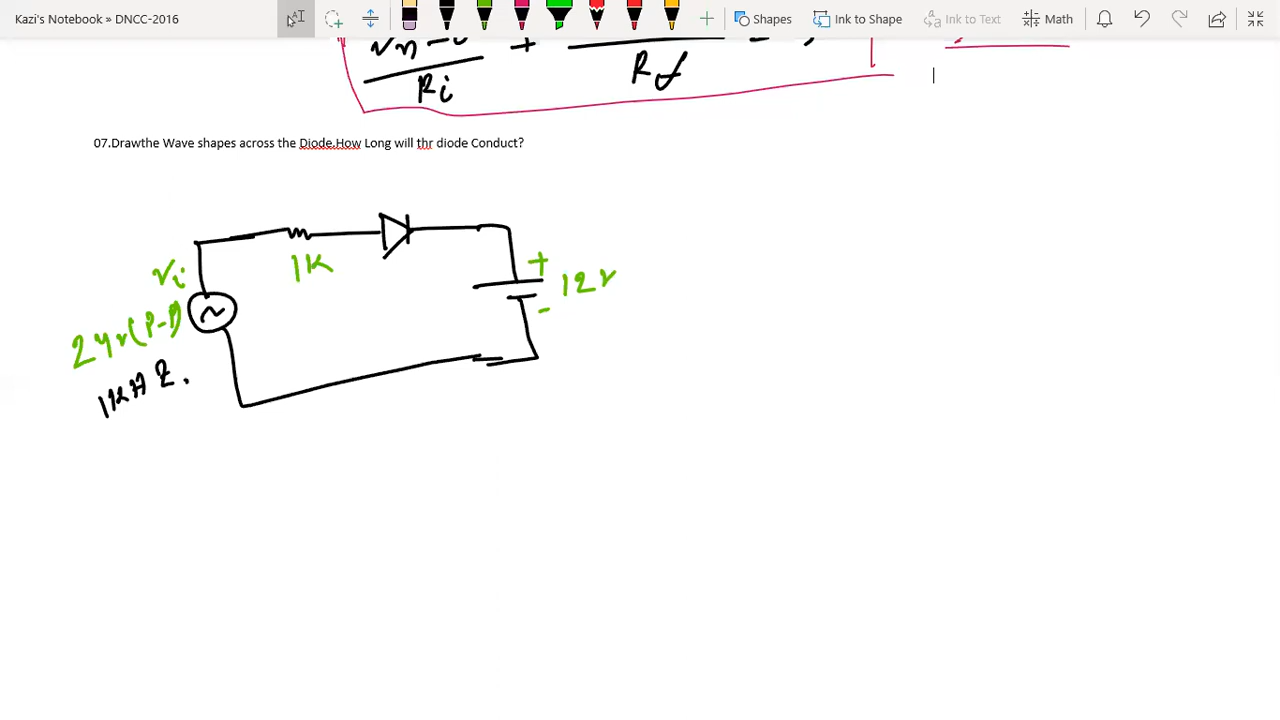 Kazi's Notebook » DNCC-2016
Shapes
Ink to Shape
Ink to Text
Math
Ri
+
Rf
07.Drawthe Wave shapes across the Diode.How Long will thr diode Conduct?
Vi
1K
+
12v
-
24v(P-P)
1KHZ.